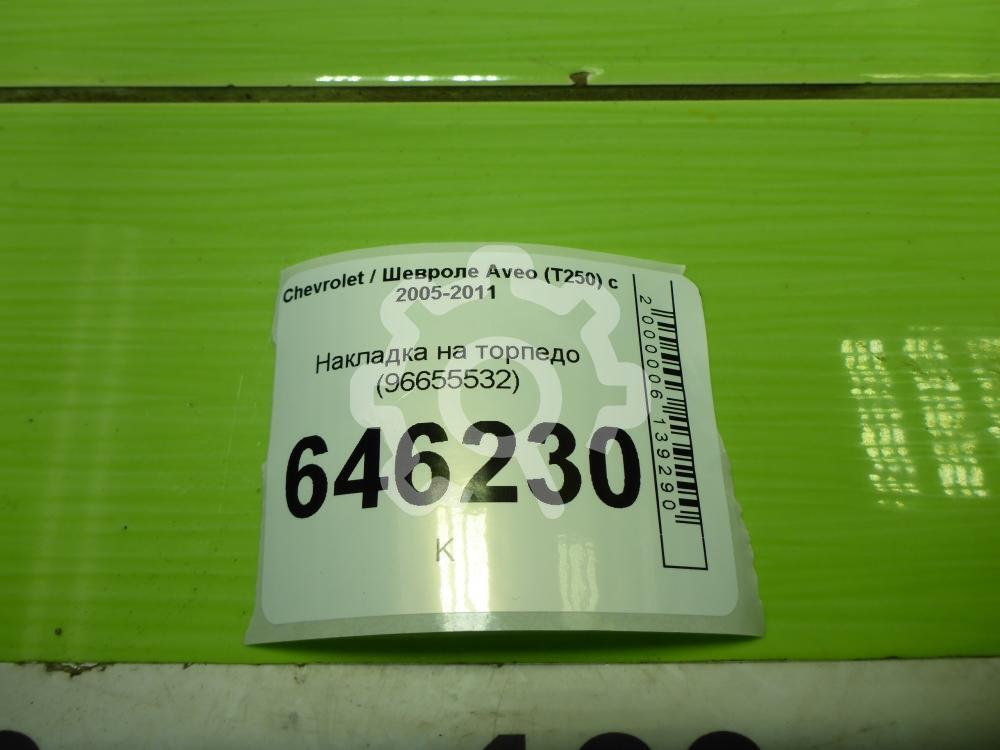 Chevrolet / Шевроле Aveo (T250) с
2005-2011
Накладка на торпедо
(96655532)
646230
К
2000006139290